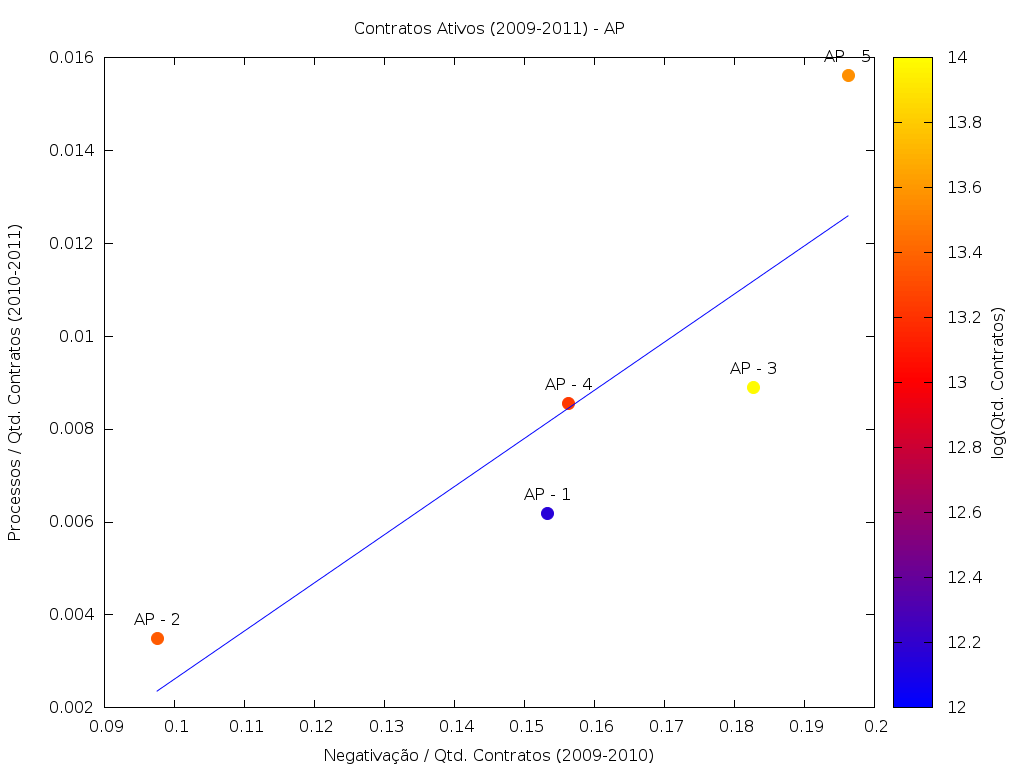 Contratos Ativos (2009-2011) - AP
Processos / Qtd. Contratos (2010-2011)
0.016
0.014
0.012
0.01
0.008
0.006
0.004
0.002
AP - 5
AP - 3
AP - 4
AP - 1
AP - 2
0.09 0.1 0.11 0.12 0.13 0.14 0.15 0.16 0.17 0.18 0.19 0.2
Negativação / Qtd. Contratos (2009-2010)
14
13.8
13.6
13.4
13.2
13
12.8
12.6
12.4
12.2
12
log(Qtd. Contratos)